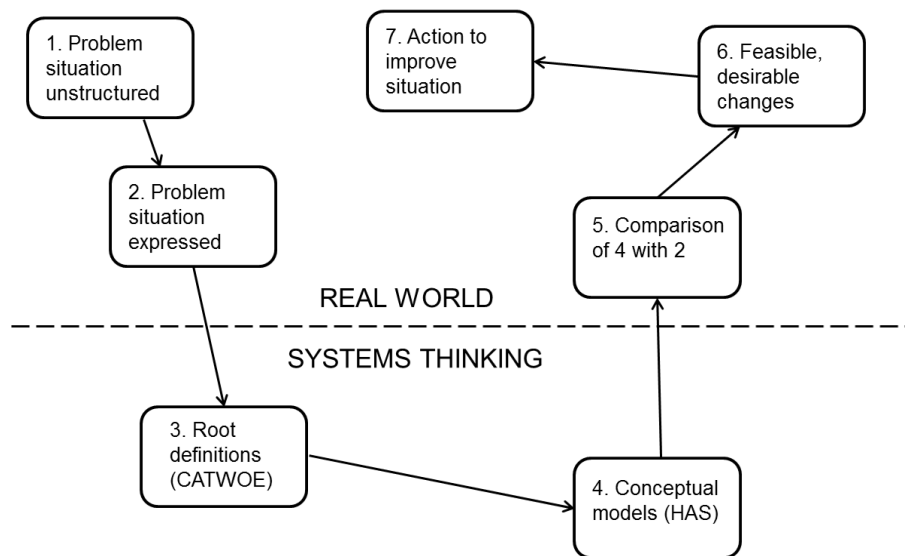 1. Problem
situation
unstructured
2. Problem
situation
expressed
3. Root
definitions
(CATWOE)
4. Conceptual
models (HAS)
5. Comparison
of 4 with 2
6. Feasible,
desirable
changes
7. Action to
improve
situation
REAL WORLD
SYSTEMS THINKING